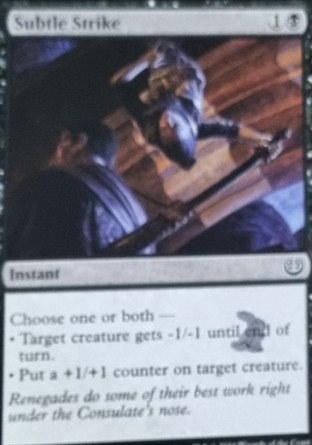 Subtle Strike 1
Instant
Choose one or both —
• Target creature gets -1/-1 until end of
turn.
• Put a +1/+1 counter on target creature.
Renegades do some of their best work right
under the Consulate's nose.